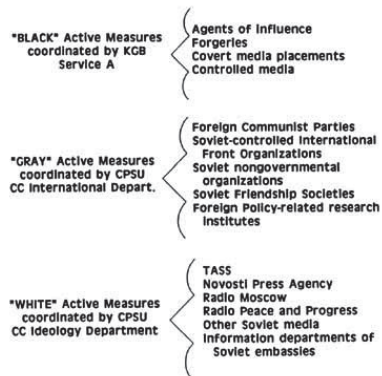 "BLACK" Active Measures
coordinated by KGB
Service A
Agents of Influence
Forgeries
Covert media placements
Controlled media
"GRAY" Active Measures
coordinated by CPSU
CC International Depart.
Foreign Communist Parties
Soviet-controlled International
Front Organizations
Soviet nongovernmental
organizations
Soviet Friendship Societies
Foreign Policy-related research
institutes
"WHITE" Active Measures
coordinated by CPSU
CC Ideology Department
TASS
Novosti Press Agency
Radio Moscow
Radio Peace and Progress
Other Soviet media
Information departments of
Soviet embassies